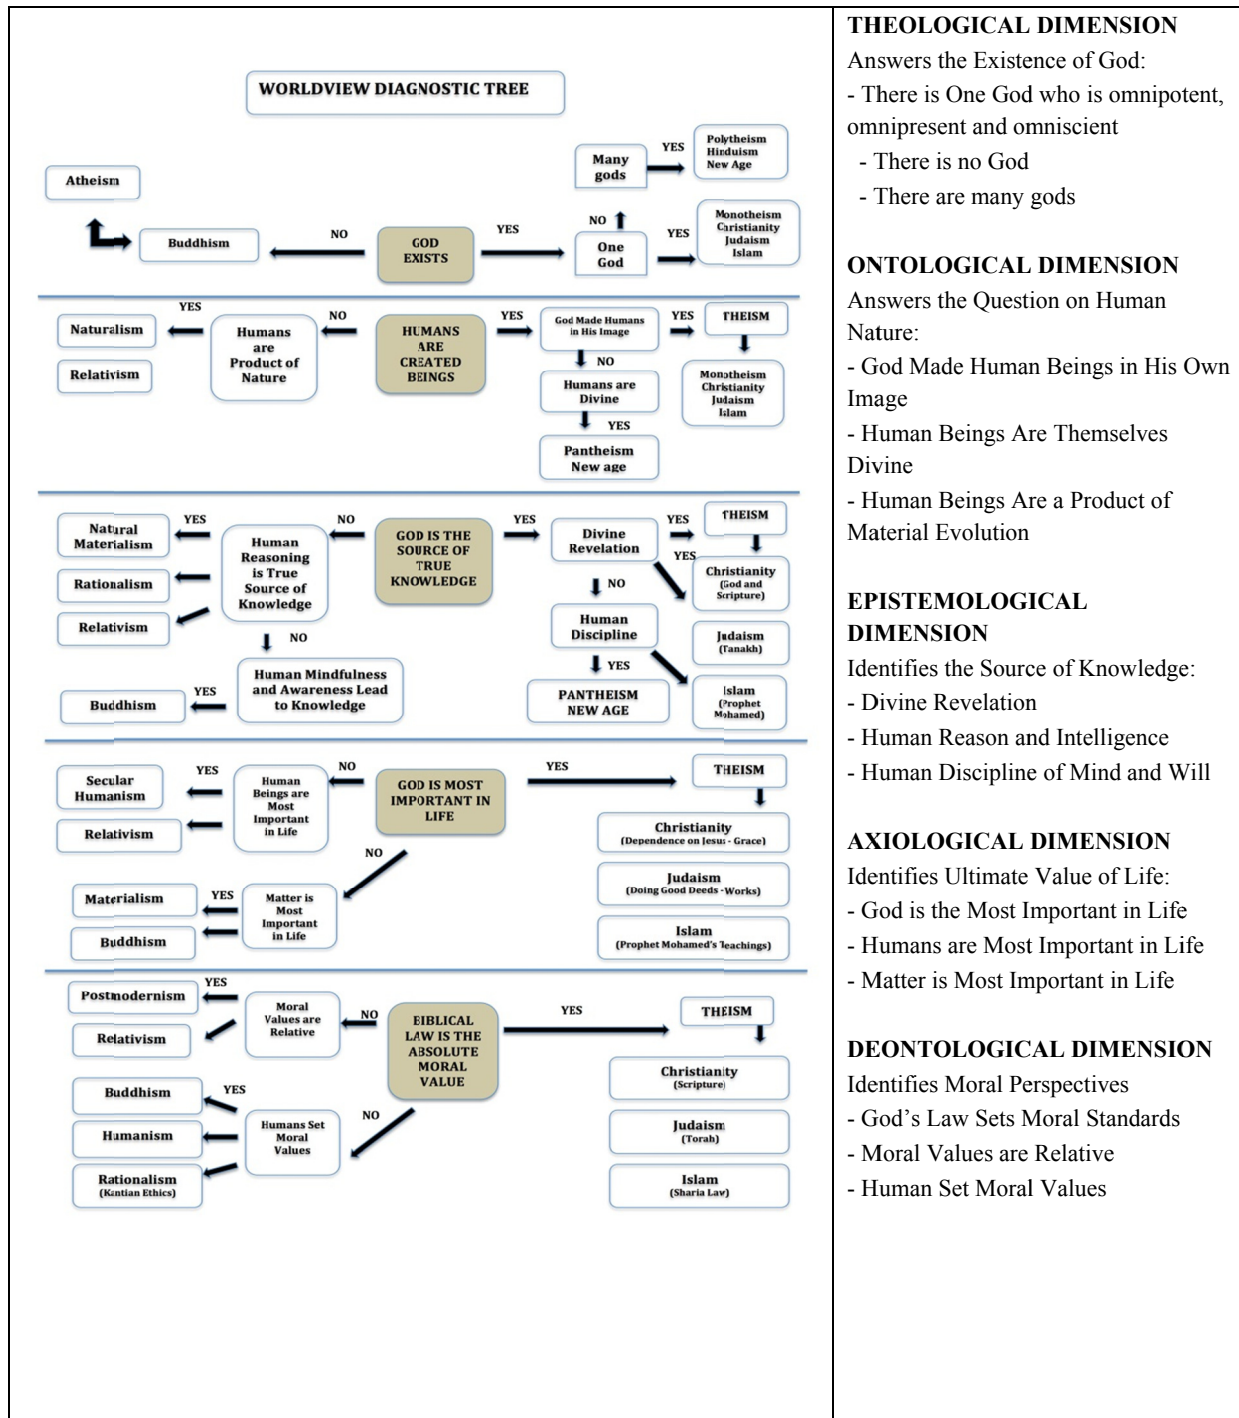 WORLDVIEW DIAGNOSTIC TREE
Atheism
Buddhism
NO
GOD
EXISTS
YES
One
God
NO
Many
gods
YES
Polytheism
Hinduism
New Age
YES
Monotheism
Christianity
Judaism
Islam
Naturalism
Relativism
YES
Humans
are
Product of
Nature
NO
HUMANS
ARE
CREATED
BEINGS
YES
God Made Humans
in His Image
YES
THEISM
NO
Humans are
Divine
YES
Pantheism
New age
Monotheism
Christianity
Judaism
Islam
Natural
Materialism
Rationalism
Relativism
YES
Human
Reasoning
is True
Source of
Knowledge
NO
GOD IS THE
SOURCE OF
TRUE
KNOWLEDGE
YES
Divine
Revelation
YES
THEISM
YES
Christianity
(God and
Scripture)
NO
Human
Discipline
Judaism
(Tanakh)
NO
Human Mindfulness
and Awareness Lead
to Knowledge
YES
Buddhism
YES
PANTHEISM
NEW AGE
Islam
(Prophet
Mohamed)
Secular
Humanism
YES
Relativism
Human
Beings are
Most
Important
in Life
NO
GOD IS MOST
IMPORTANT IN
LIFE
YES
THEISM
Christianity
(Dependence on Jesus - Grace)
NO
Judaism
(Doing Good Deeds -Works)
Materialism
YES
Buddhism
Matter is
Most
Important
in Life
Islam
(Prophet Mohamed's Teachings)
Postmodernism
YES
Relativism
Moral
Values are
Relative
NO
BIBLICAL
LAW IS THE
ABSOLUTE
MORAL
VALUE
YES
THEISM
Christianity
(Scripture)
Buddhism
YES
NO
Humanism
Humans Set
Moral
Values
Judaism
(Torah)
Rationalism
(Kantian Ethics)
Islam
(Sharia Law)
THEOLOGICAL DIMENSION
Answers the Existence of God:
- There is One God who is omnipotent,
omnipresent and omniscient
- There is no God
- There are many gods
ONTOLOGICAL DIMENSION
Answers the Question on Human
Nature:
- God Made Human Beings in His Own
Image
- Human Beings Are Themselves
Divine
- Human Beings Are a Product of
Material Evolution
EPISTEMOLOGICAL
DIMENSION
Identifies the Source of Knowledge:
- Divine Revelation
- Human Reason and Intelligence
- Human Discipline of Mind and Will
AXIOLOGICAL DIMENSION
Identifies Ultimate Value of Life:
- God is the Most Important in Life
- Humans are Most Important in Life
- Matter is Most Important in Life
DEONTOLOGICAL DIMENSION
Identifies Moral Perspectives
- God's Law Sets Moral Standards
- Moral Values are Relative
- Human Set Moral Values